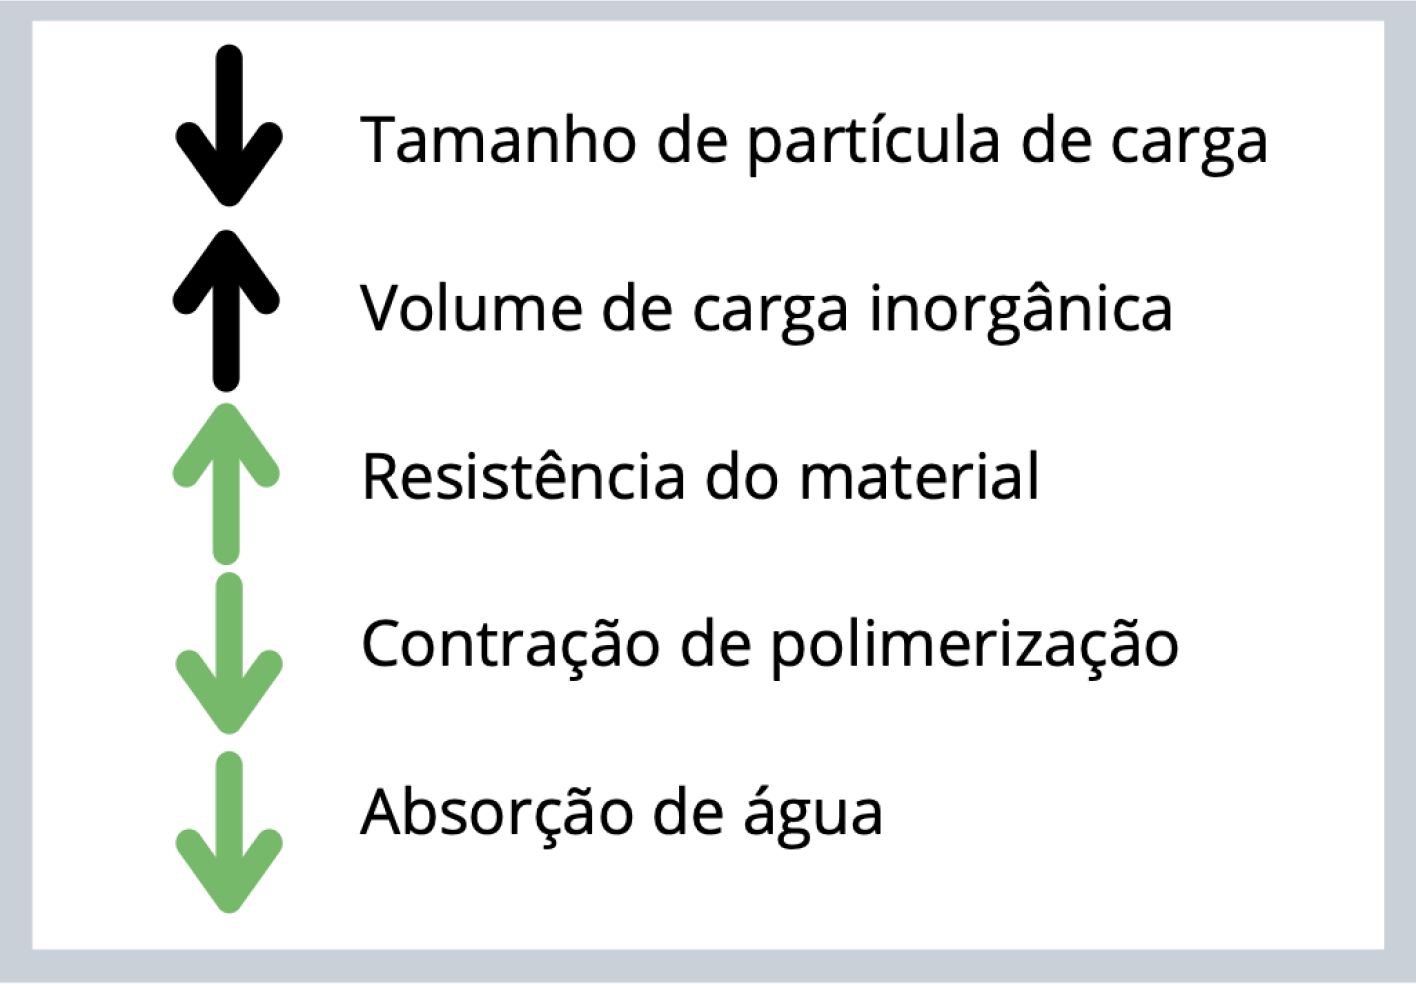 Tamanho de partícula de carga
Volume de carga inorgânica
Resistência do material
Contração de polimerização
Absorção de água